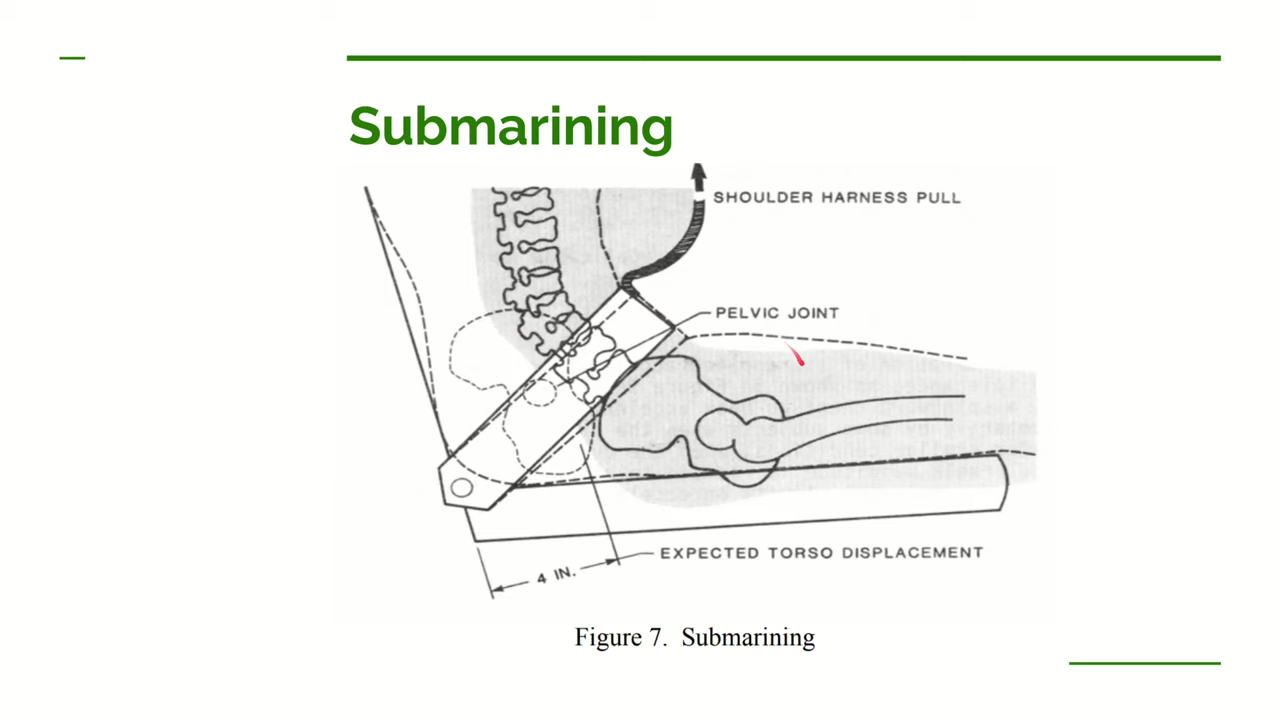 Submarining
SHOULDER HARNESS PULL
PELVIC JOINT
EXPECTED TORSO DISPLACEMENT
4 IN.
Figure 7. Submarining